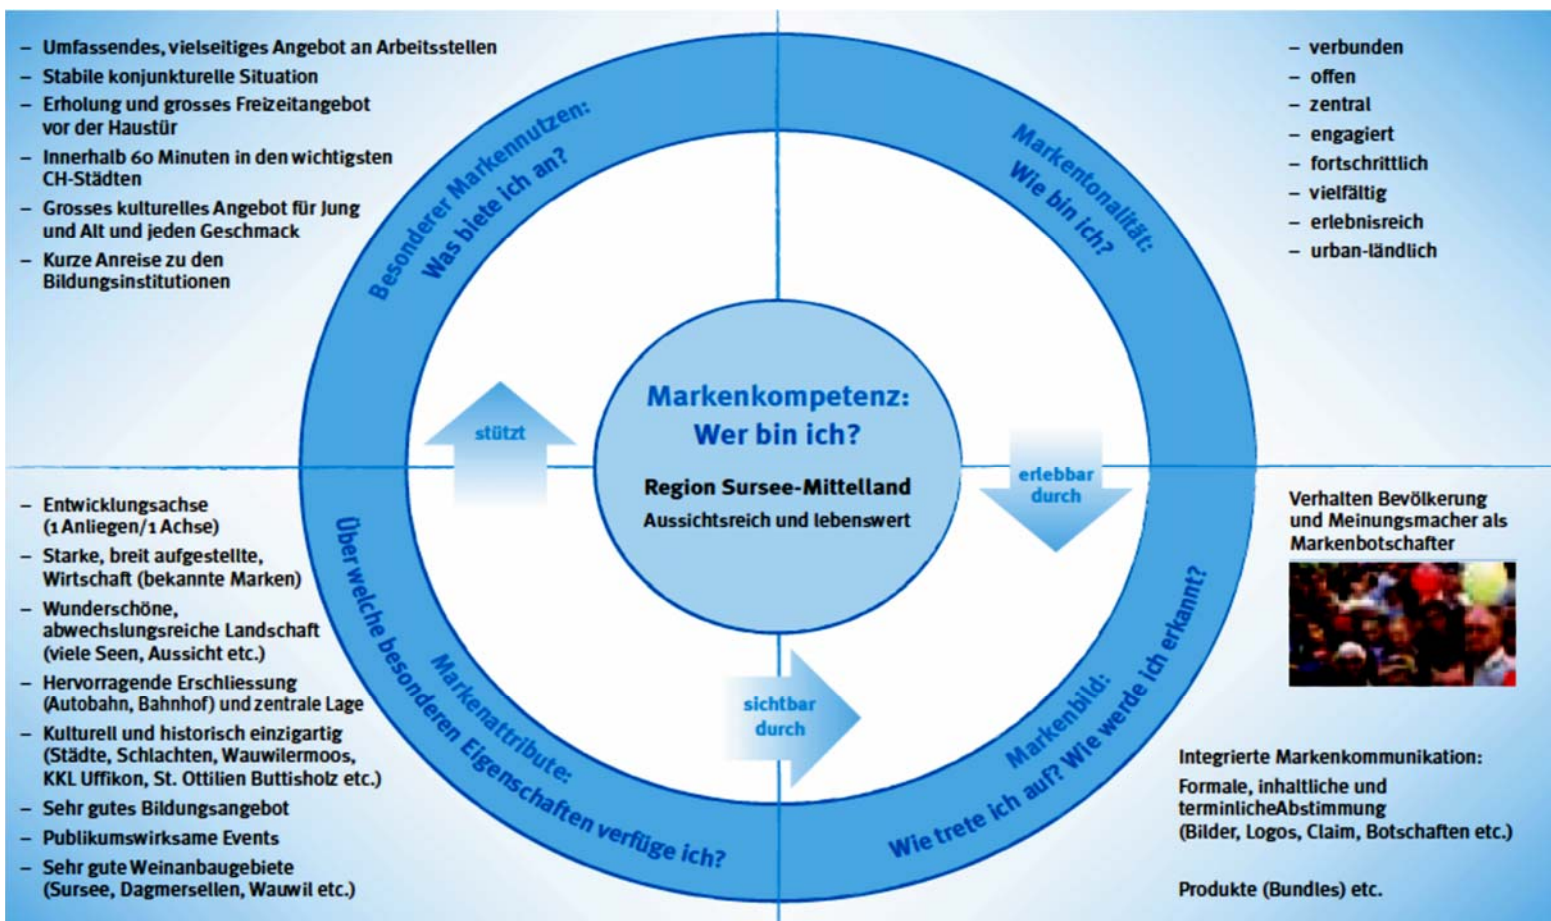 – Umfassendes, vielseitiges Angebot an Arbeitsstellen
– Stabile konjunkturelle Situation
– Erholung und grosses Freizeitangebot
vor der Haustür
– Innerhalb 60 Minuten in den wichtigsten
CH-Städten
– Grosses kulturelles Angebot für Jung
und Alt und jeden Geschmack
– Kurze Anreise zu den
Bildungsinstitutionen
Besonderer Markennutzen:
Was biete ich an?
Markentonalität:
Wie bin ich?
– verbunden
– offen
– zentral
– engagiert
– fortschrittlich
– vielfältig
– erlebnisreich
– urban-ländlich
Markenkompetenz:
Wer bin ich?
Region Sursee-Mittelland
Aussichtsreich und lebenswert
stützt
erlebbar
durch
sichtbar
durch
– Entwicklungsachse
(1 Anliegen/1 Achse)
– Starke, breit aufgestellte,
Wirtschaft (bekannte Marken)
– Wunderschöne,
abwechslungsreiche Landschaft
(viele Seen, Aussicht etc.)
– Hervorragende Erschliessung
(Autobahn, Bahnhof) und zentrale Lage
– Kulturell und historisch einzigartig
(Städte, Schlachten, Wauwilermoos,
KKL Uffikon, St. Ottilien Buttisholz etc.)
– Sehr gutes Bildungsangebot
– Publikumswirksame Events
– Sehr gute Weinanbaugebiete
(Sursee, Dagmersellen, Wauwil etc.)
Markenattribute:
Über welche besonderen Eigenschaften verfüge ich?
Markenbild:
Wie trete ich auf? Wie werde ich erkannt?
Verhalten Bevölkerung
und Meinungsmacher als
Markenbotschafter
Integrierte Markenkommunikation:
Formale, inhaltliche und
terminlicheAbstimmung
(Bilder, Logos, Claim, Botschaften etc.)
Produkte (Bundles) etc.